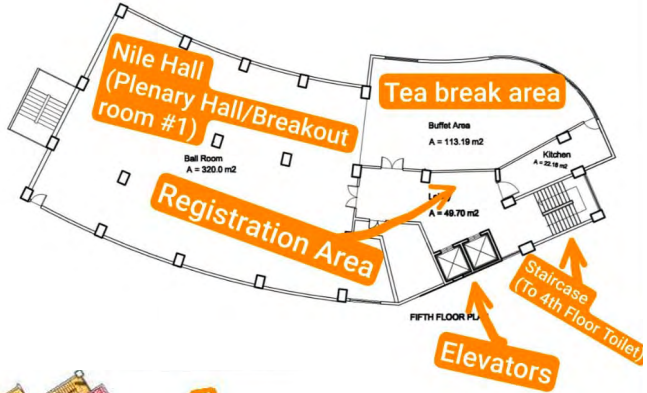 Nile Hall
(Plenary Hall/Breakout
room #1)
Tea break area
Buffet Area
A = 113.19 m2
Ball Room
A = 320.0 m2
Kitchen
A = 22.18 m2
A = 49.70 m2
Registration Area
Staircase
(To 4th Floor Toilet)
FIFTH FLOOR
Elevators